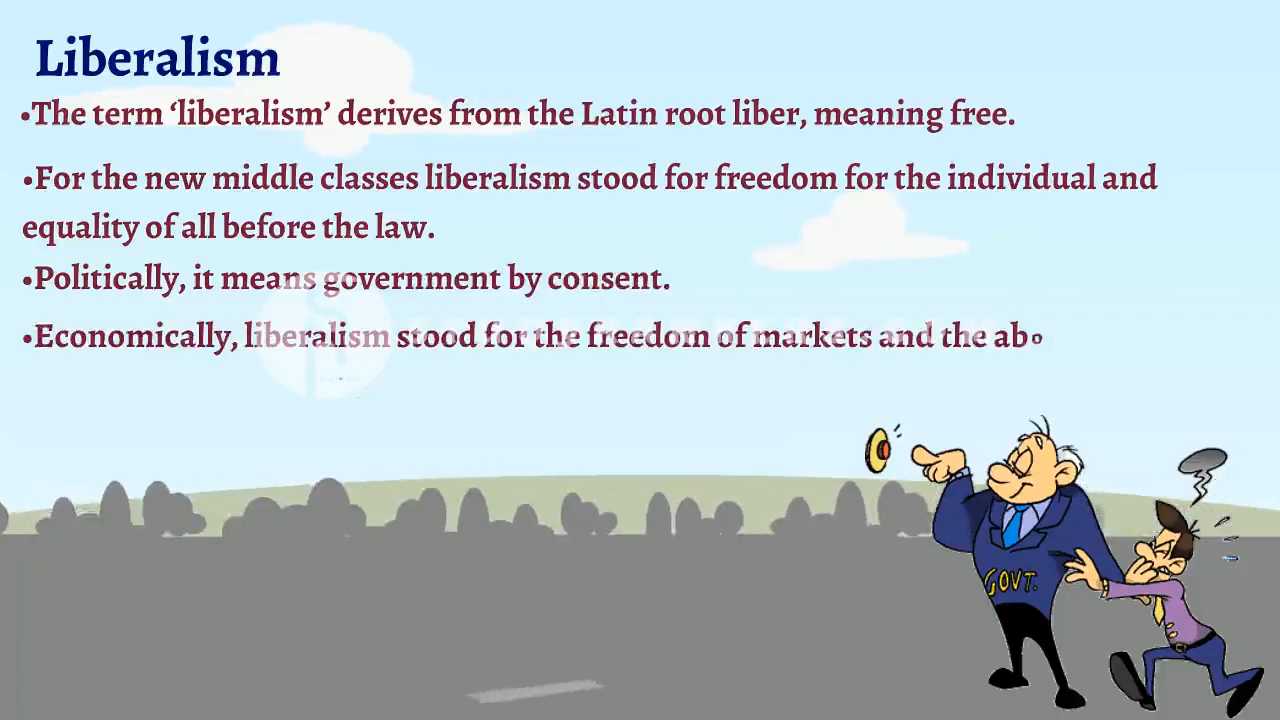 Liberalism
•The term ‘liberalism’ derives from the Latin root liber, meaning free.
•For the new middle classes liberalism stood for freedom for the individual and
equality of all before the law.
•Politically, it means government by consent.
•Economically, liberalism stood for the freedom of markets and the abo
GOVT.